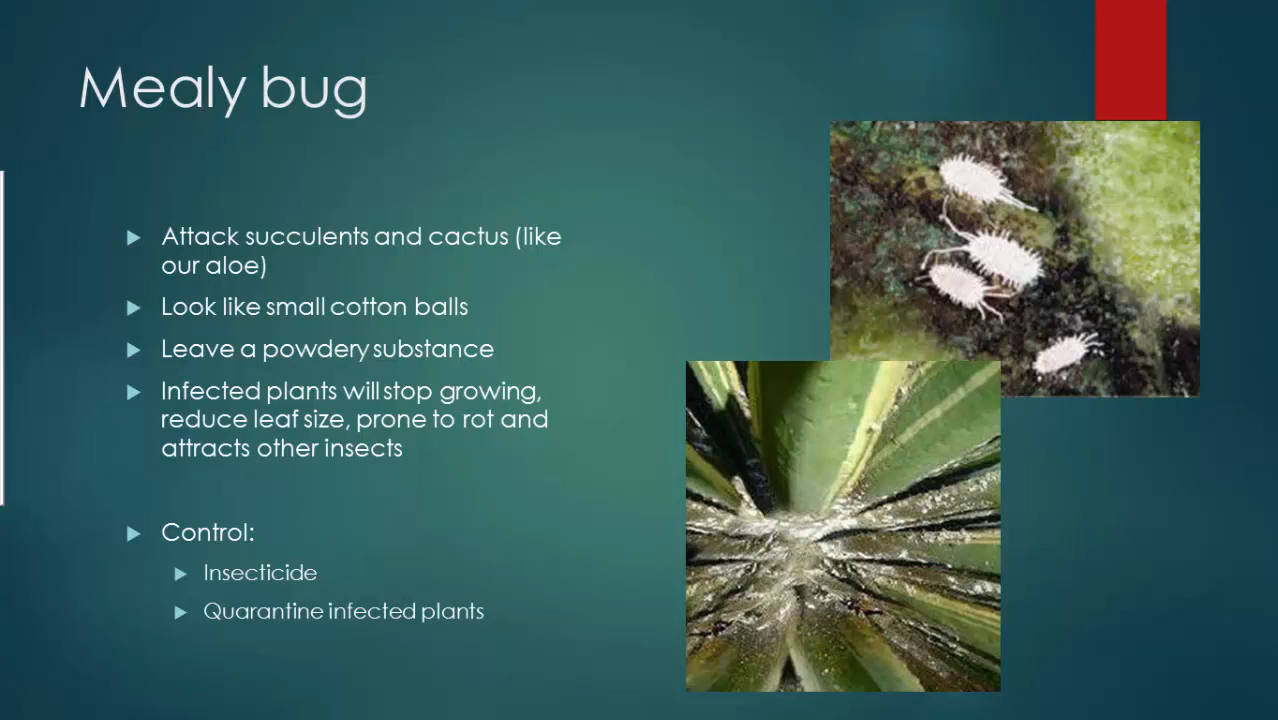 Mealy bug
Attack succulents and cactus (like
our aloe)
Look like small cotton balls
Leave a powdery substance
Infected plants will stop growing,
reduce leaf size, prone to rot and
attracts other insects
Control:
Insecticide
Quarantine infected plants